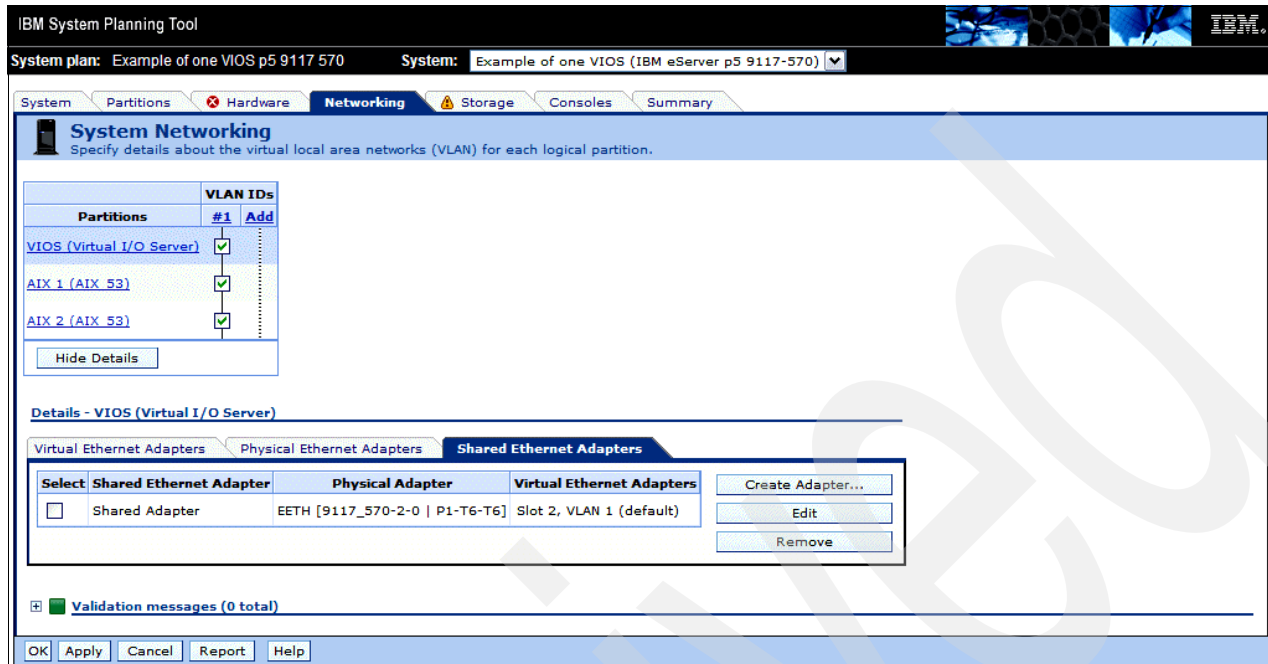 IBM System Planning Tool
IBM.
System plan: Example of one VIOS p5 9117 570 System: Example of one VIOS (IBM eServer p5 9117-570)
System Partitions Hardware Networking Storage Consoles Summary
System Networking
Specify details about the virtual local area networks (VLAN) for each logical partition.
VLAN IDs
Partitions #1 Add
VIOS (Virtual I/O Server)
AIX 1 (AIX 53)
AIX 2 (AIX 53)
Hide Details
Details - VIOS (Virtual I/O Server)
Virtual Ethernet Adapters Physical Ethernet Adapters Shared Ethernet Adapters
Select Shared Ethernet Adapter Physical Adapter Virtual Ethernet Adapters Create Adapter...
Shared Adapter EETH [9117_570-2-0 | P1-T6-T6] Slot 2, VLAN 1 (default) Edit
Remove
Validation messages (0 total)
OK Apply Cancel Report Help